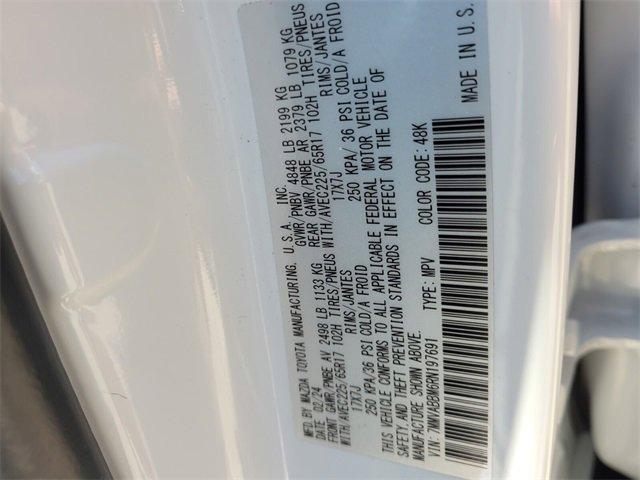 MFD. BY MAZDA TOYOTA MANUFACTURING, U.S.A. INC.
DATE 02/24 GVWR/PNBV 4848 LB 2199 KG
FRONT GAWR/PNBE AV 2498 LB 1133 KG REAR GAWR/PNBE AR 2379 LB 1079 KG
WITH/AVEC225/65R17 102H TIRES/PNEUS WITH/AVEC225/65R17 102H TIRES/PNEUS
17X7J RIMS/JANTES 17X7J RIMS/JANTES
250 KPA/36 PSI COLD/A FROID 250 KPA/ 36 PSI COLD/A FROID
THIS VEHICLE CONFORMS TO ALL APPLICABLE FEDERAL MOTOR VEHICLE
SAFETY, AND THEFT PREVENTION STANDARDS IN EFFECT ON THE DATE OF
MANUFACTURE SHOWN ABOVE.
VIN: 7MMVABBM6RN197691 TYPE: MPV COLOR CODE: 48K
MADE IN U.S.